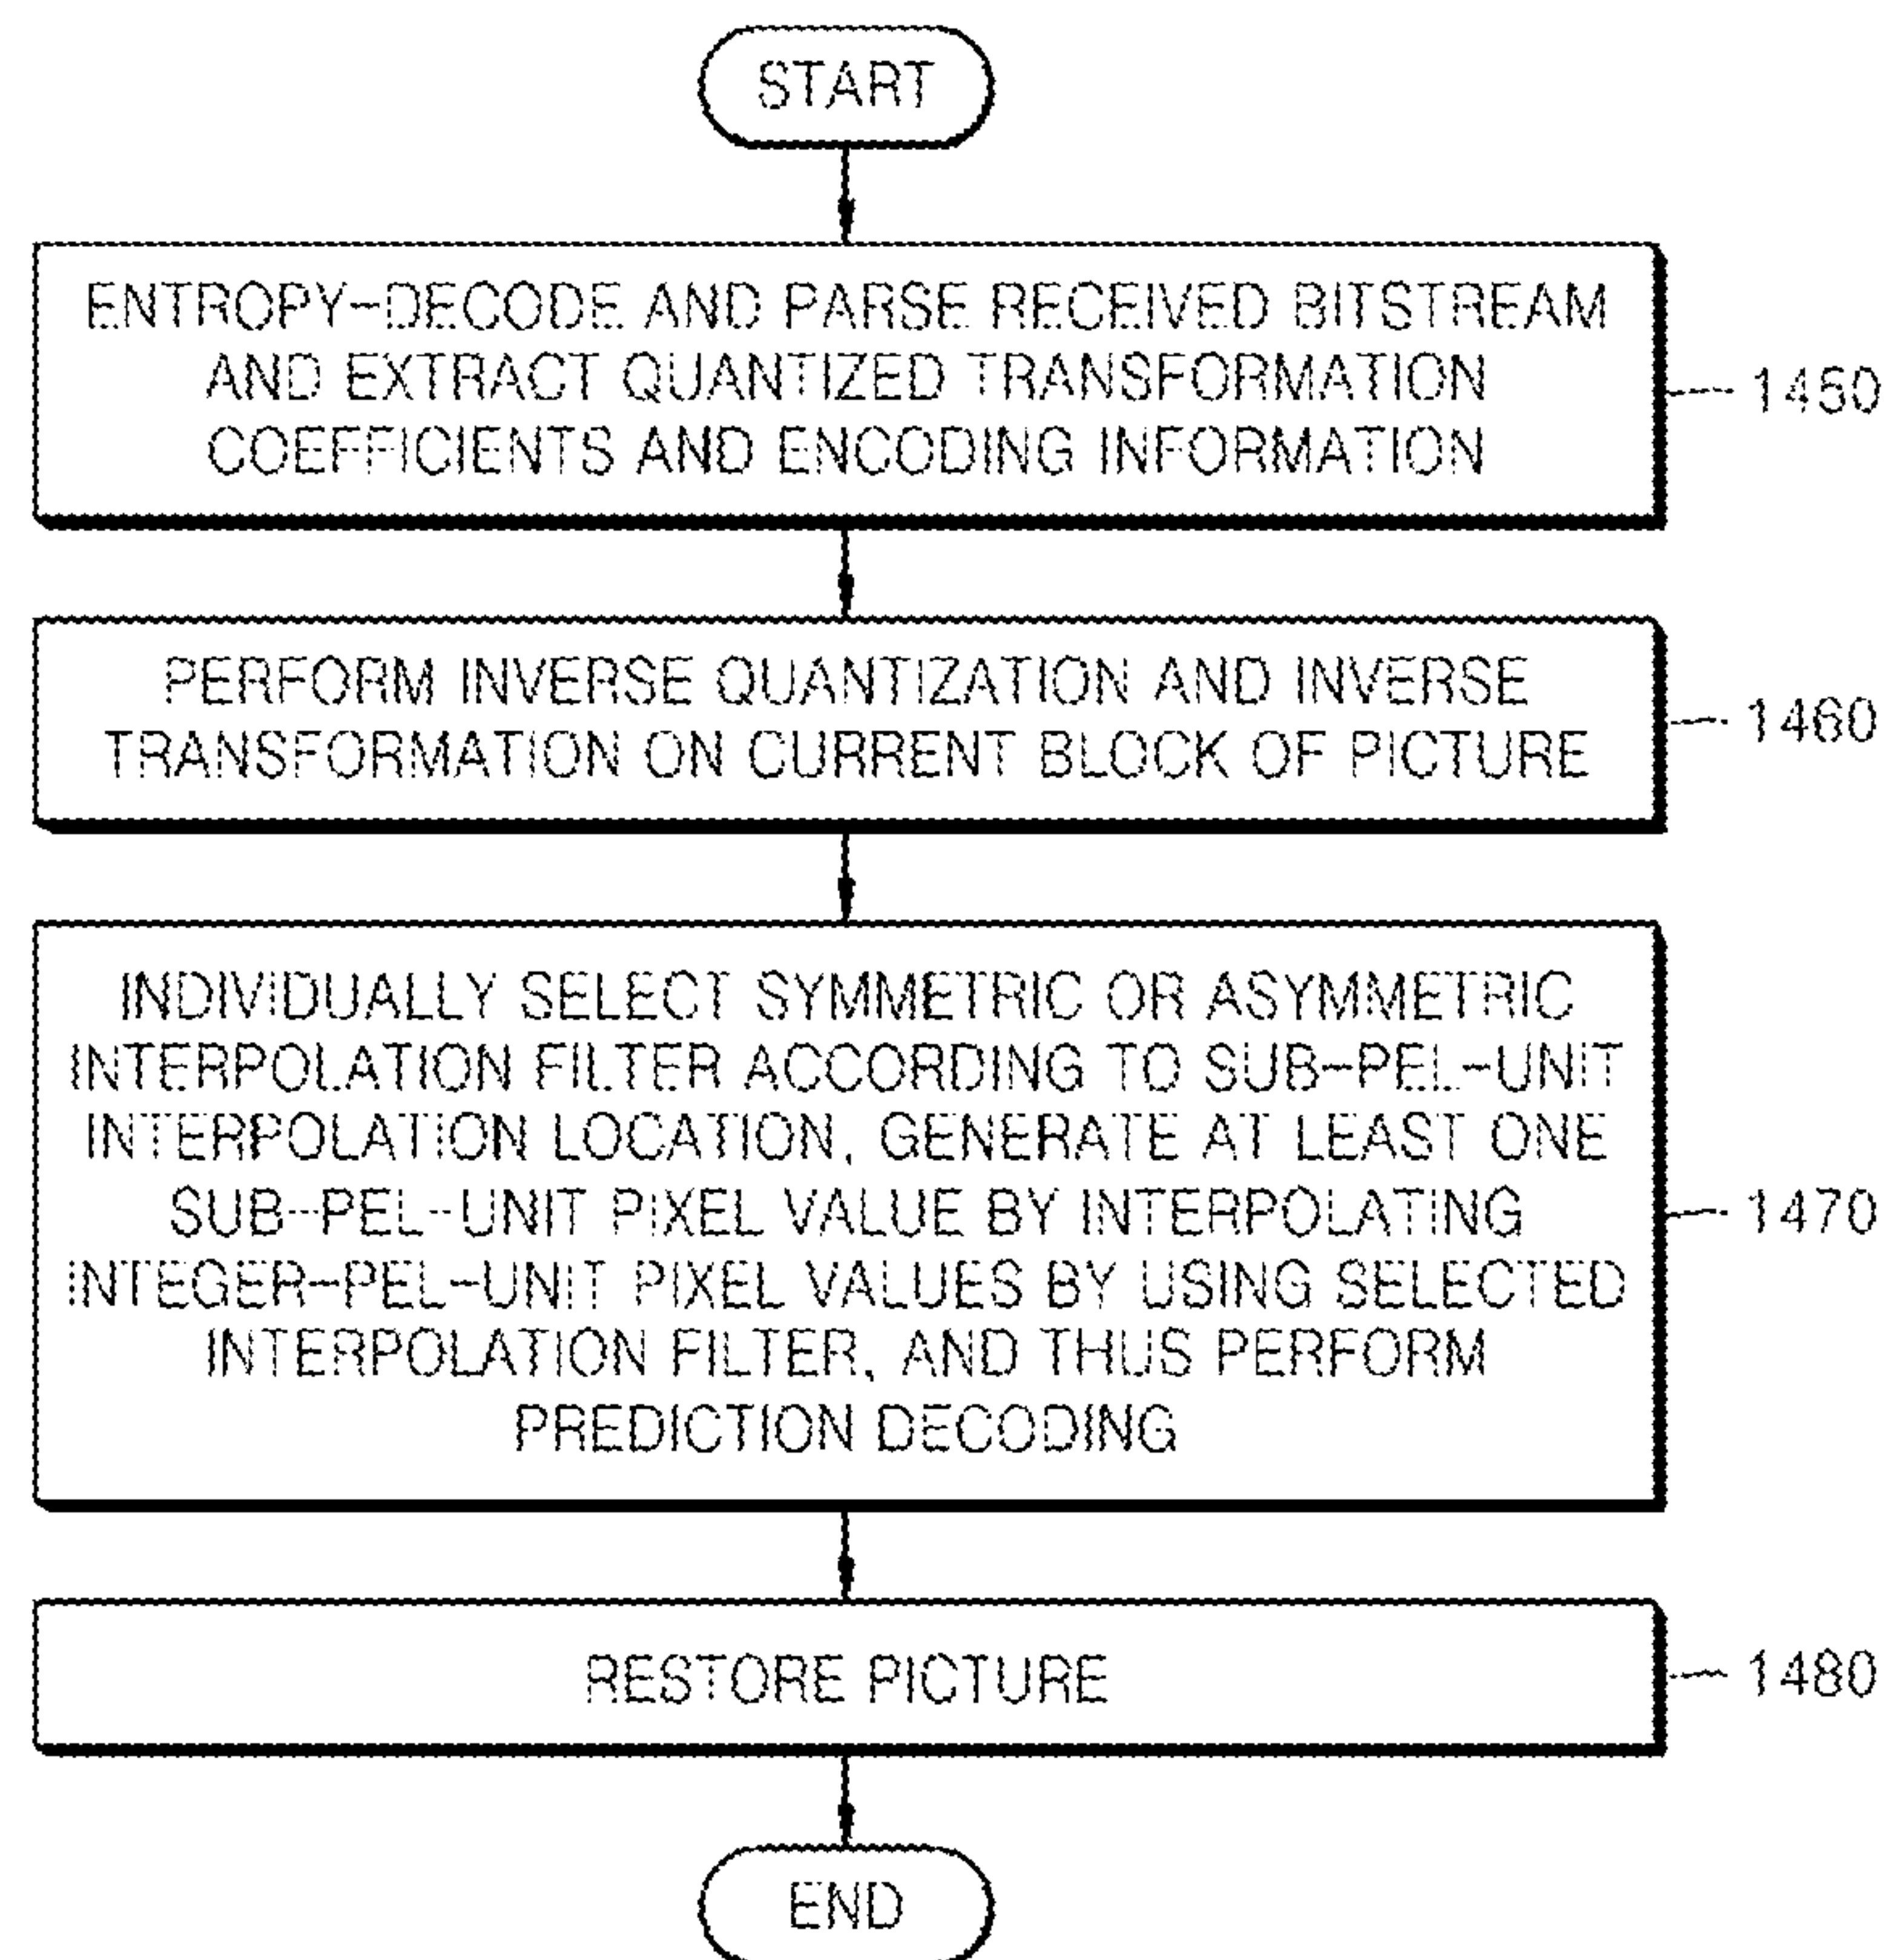 START
ENTROPY-DECODE AND PARSE RECEIVED BITSTREAM
AND EXTRACT QUANTIZED TRANSFORMATION
COEFFICIENTS AND ENCODING INFORMATION
1450
PERFORM INVERSE QUANTIZATION AND INVERSE
TRANSFORMATION ON CURRENT BLOCK OF PICTURE
1460
INDIVIDUALLY SELECT SYMMETRIC OR ASYMMETRIC
INTERPOLATION FILTER ACCORDING TO SUB-PEL-UNIT
INTERPOLATION LOCATION, GENERATE AT LEAST ONE
SUB-PEL-UNIT PIXEL VALUE BY INTERPOLATING
INTEGER-PEL-UNIT PIXEL VALUES BY USING SELECTED
INTERPOLATION FILTER, AND THUS PERFORM
PREDICTION DECODING
1470
RESTORE PICTURE
1480
END